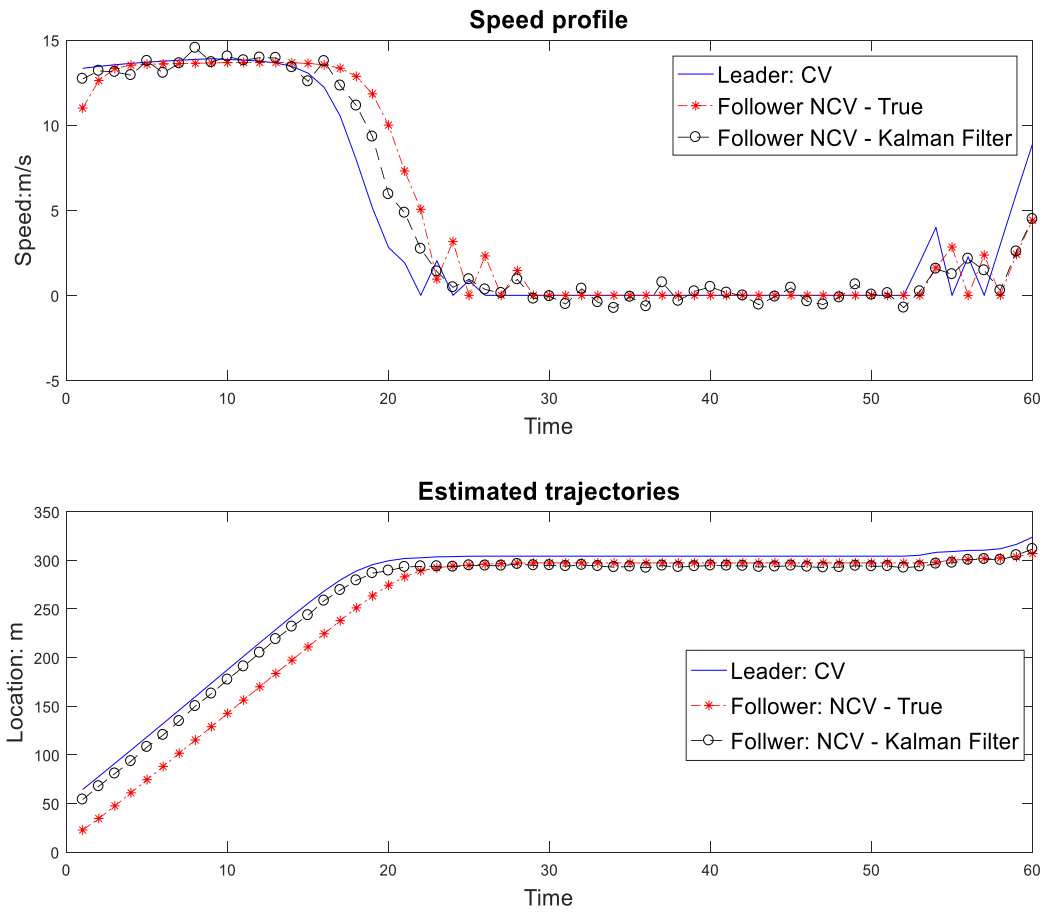 Speed profile
15
10
5
0
-5
Speed:m/s
Leader: CV
Follower NCV - True
Follower NCV - Kalman Filter
0
10
20
30
40
50
60
Time
Estimated trajectories
350
300
250
200
150
100
50
0
Location: m
Leader: CV
Follower: NCV - True
Follwer: NCV - Kalman Filter
0
10
20
30
40
50
60
Time